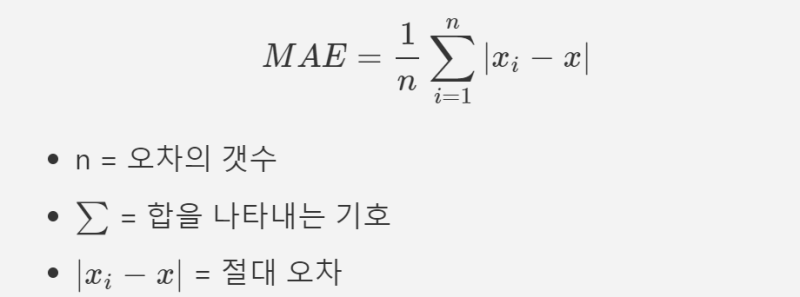 MAE = \frac{1}{n} \sum_{i=1}^{n} |x_i - x|
• n = 오차의 갯수
• ∑ = 합을 나타내는 기호
• |x_i - x| = 절대 오차